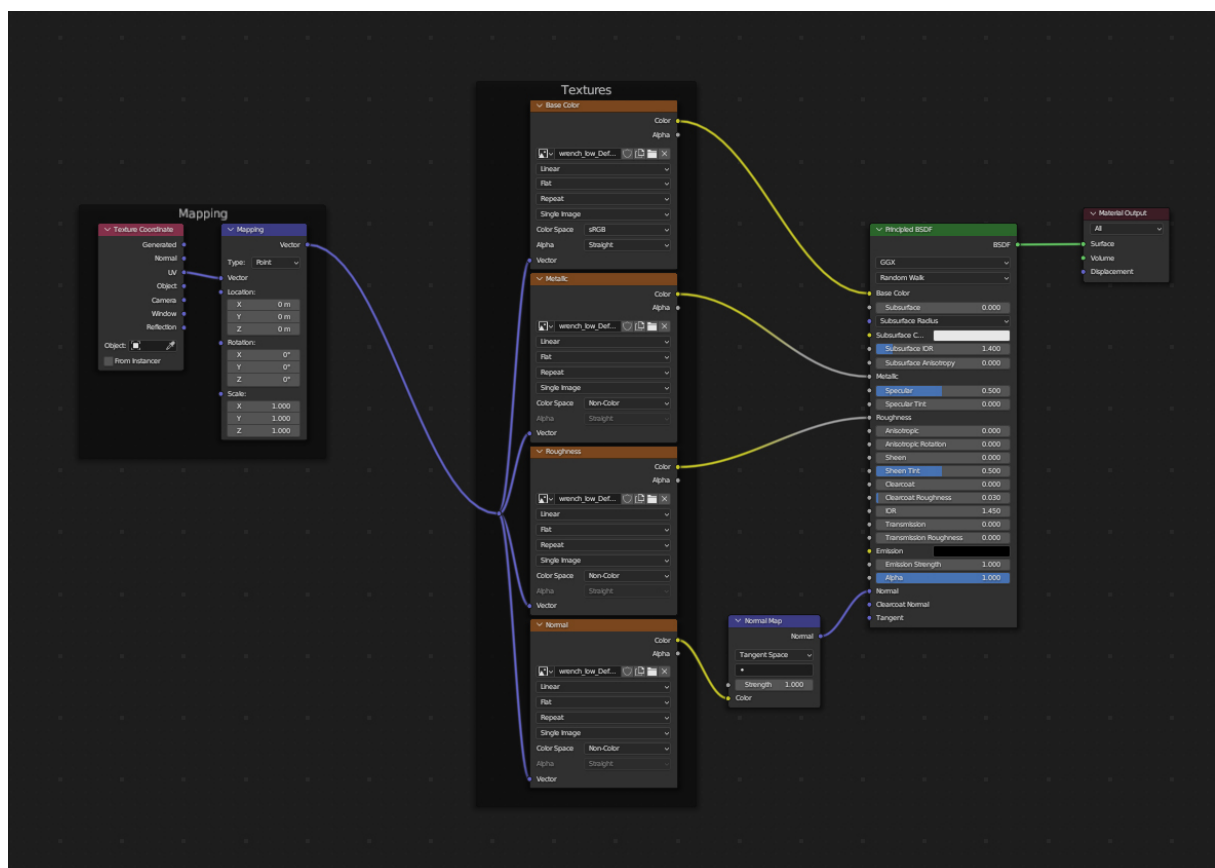 Mapping
Texture Coordinate
Generated
Normal
UV
Object
Camera
Window
Reflection
Object:
From Instancer
Mapping
Vector
Type: Point
Vector
Location:
X 0 m
Y 0 m
Z 0 m
Rotation:
X 0°
Y 0°
Z 0°
Scale:
X 1.000
Y 1.000
Z 1.000
Textures
Base Color
Color
Alpha
wrench_low_Def...
Linear
Flat
Repeat
Single Image
Color Space sRGB
Alpha Straight
Vector
Metallic
Color
Alpha
wrench_low_Def...
Linear
Flat
Repeat
Single Image
Color Space Non-Color
Alpha Straight
Vector
Roughness
Color
Alpha
wrench_low_Def...
Linear
Flat
Repeat
Single Image
Color Space Non-Color
Alpha Straight
Vector
Normal
Color
Alpha
wrench_low_Def...
Linear
Flat
Repeat
Single Image
Color Space Non-Color
Alpha Straight
Vector
Normal Map
Normal
Tangent Space
Strength 1.000
Color
Principled BSDF
BSDF
GGX
Random Walk
Base Color
Subsurface 0.000
Subsurface Radius
Subsurface C...
Subsurface IOR 1.400
Subsurface Anisotropy 0.000
Metallic
Specular 0.500
Specular Tint 0.000
Roughness
Anisotropic 0.000
Anisotropic Rotation 0.000
Sheen 0.000
Sheen Tint 0.500
Clearcoat 0.000
Clearcoat Roughness 0.030
IOR 1.450
Transmission 0.000
Transmission Roughness 0.000
Emission
Emission Strength 1.000
Alpha 1.000
Normal
Clearcoat Normal
Tangent
Material Output
All
Surface
Volume
Displacement